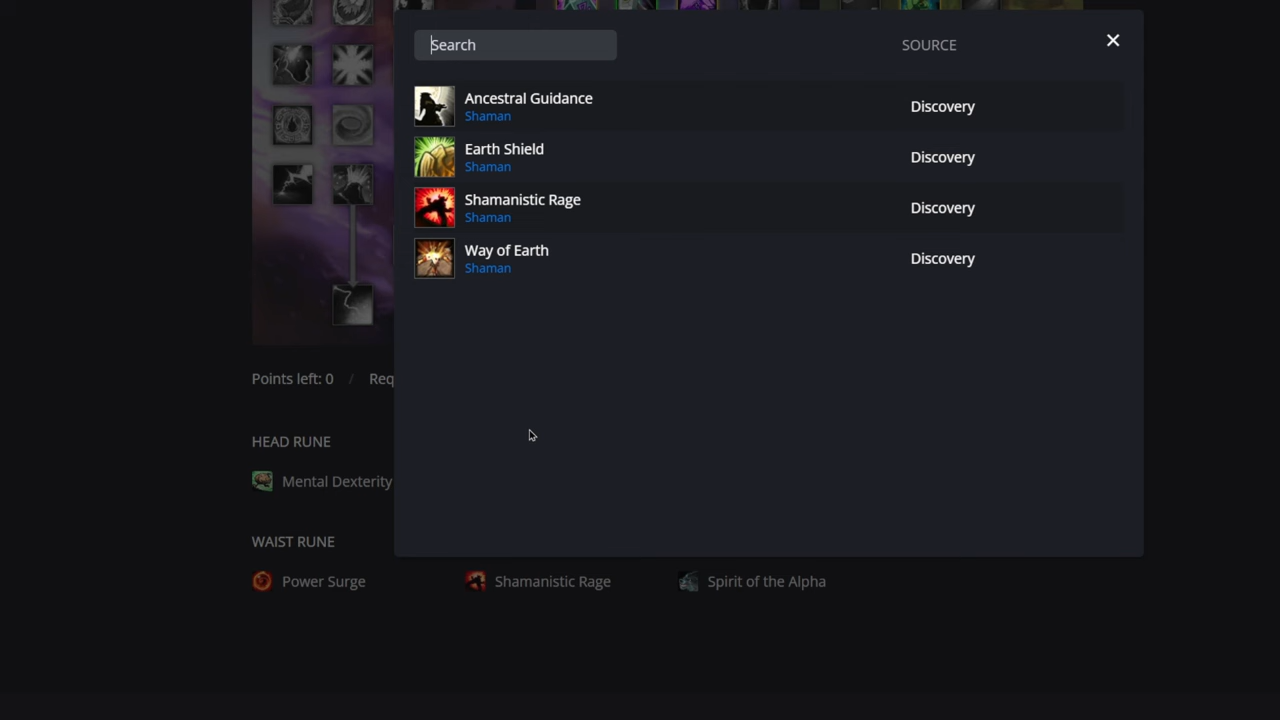 Search
SOURCE
Ancestral Guidance
Shaman
Discovery
Earth Shield
Shaman
Discovery
Shamanistic Rage
Shaman
Discovery
Way of Earth
Shaman
Discovery
Points left: 0 / Req
HEAD RUNE
Mental Dexterity
WAIST RUNE
Power Surge
Shamanistic Rage
Spirit of the Alpha